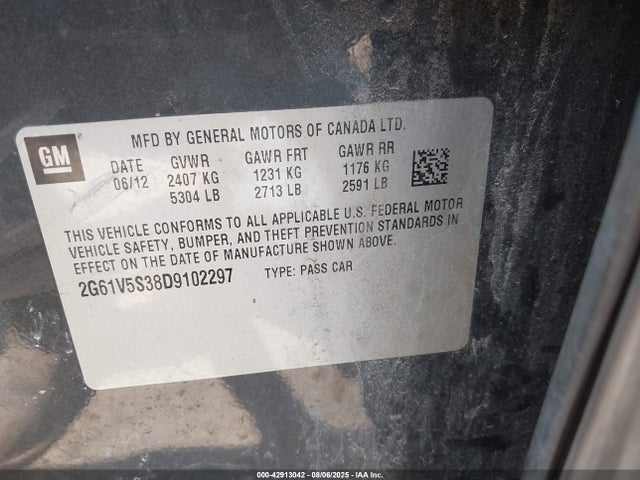 GM
MFD BY GENERAL MOTORS OF CANADA LTD.
DATE GVWR GAWR FRT GAWR RR
06/12 2407 KG 1231 KG 1176 KG
5304 LB 2713 LB 2591 LB
THIS VEHICLE CONFORMS TO ALL APPLICABLE U.S. FEDERAL MOTOR
VEHICLE SAFETY, BUMPER, AND THEFT PREVENTION STANDARDS IN
EFFECT ON THE DATE OF MANUFACTURE SHOWN ABOVE.
2G61V5S38D9102297 TYPE: PASS CAR
000-42913042 - 08/06/2025 - IAA Inc.